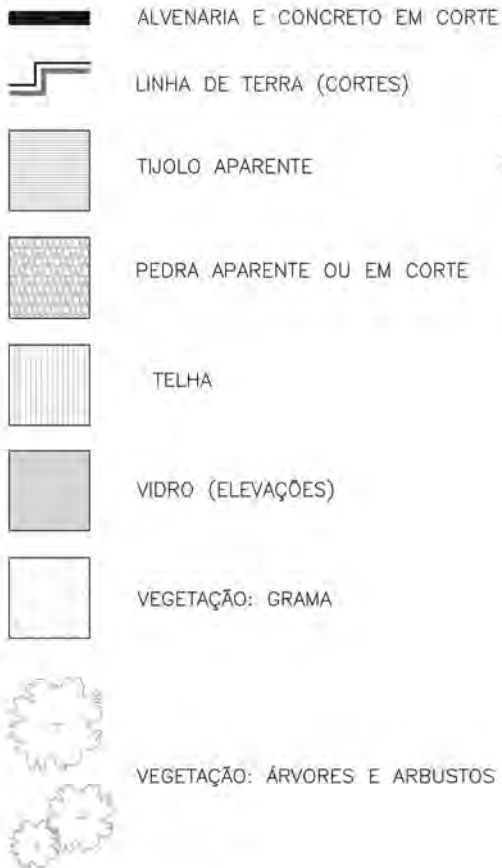 ALVENARIA E CONCRETO EM CORTE
LINHA DE TERRA (CORTES)
TIJOLO APARENTE
PEDRA APARENTE OU EM CORTE
TELHA
VIDRO (ELEVAÇÕES)
VEGETAÇÃO: GRAMA
VEGETAÇÃO: ÁRVORES E ARBUSTOS